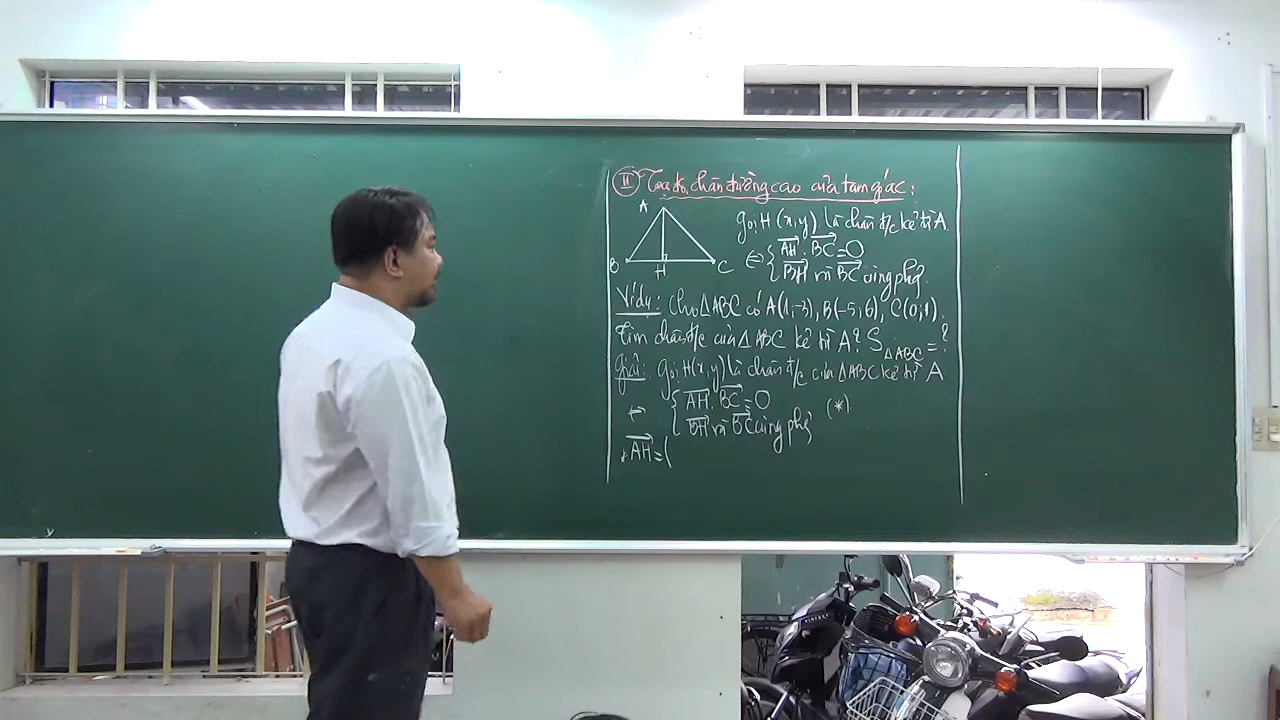 II Tọa độ chân đường cao của tam giác:
A
B H C
gọi H(x,y) là chân đ/c kẻ từ A.
⇔ { AH . BC = 0
BH và BC cùng phg.
Ví dụ: Cho ΔABC có A(1;-3), B(-5;6), C(0;1).
Tìm chân đ/c của ΔABC kẻ từ A? S ΔABC = ?
Giải: gọi H(x,y) là chân đ/c của ΔABC kẻ từ A
⇔ { AH . BC = 0 (*)
BH và BC cùng phg
+ AH = (